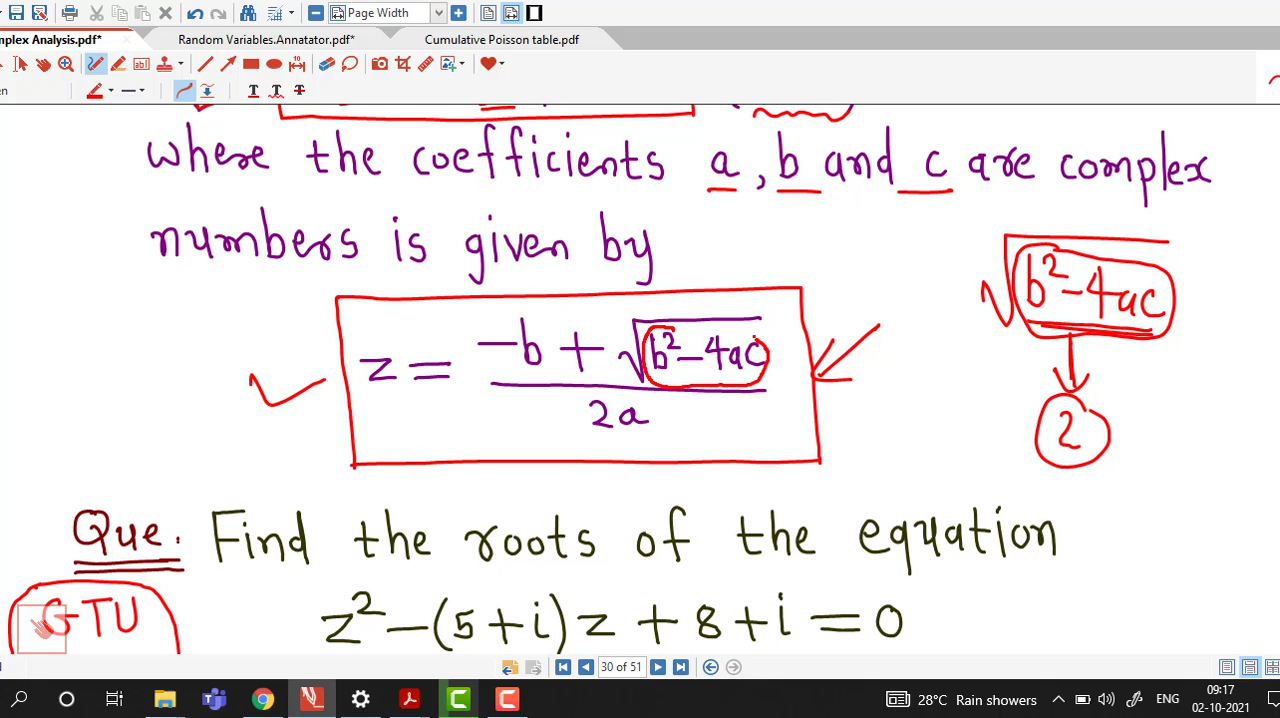 Page Width
mplex Analysis.pdf*
Random Variables.Annatator.pdf*
Cumulative Poisson table.pdf
T T T
where the coefficients a, b and c are complex
numbers is given by
z = (-b + √(b² - 4ac)) / 2a
√(b² - 4ac)
2
Que. Find the roots of the equation
GTU
z² - (5+i)z + 8+i = 0
30 of 51
28°C Rain showers
ENG
09:17
02-10-2021